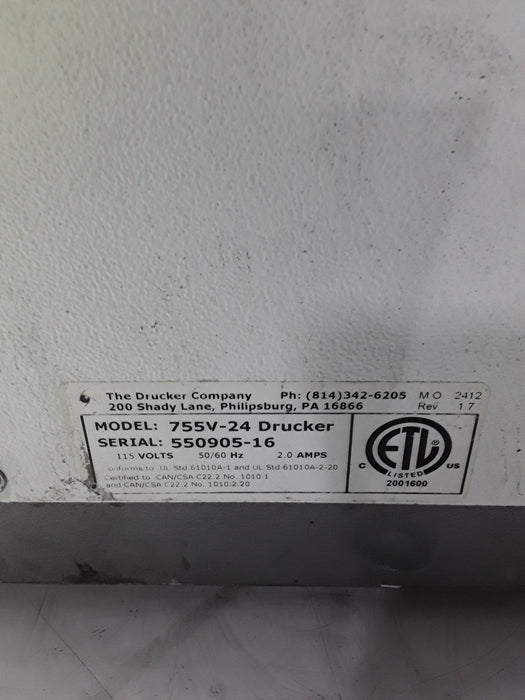 The Drucker Company Ph: (814)342-6205 M O 2412
200 Shady Lane, Philipsburg, PA 16866 Rev 1 7
MODEL: 755V-24 Drucker
SERIAL: 550905-16
115 VOLTS 50/60 Hz 2.0 AMPS
onforms to UL Std 61010A-1 and UL Std 61010A-2-20
Certified to CAN/CSA C22.2 No. 1010.1
and CAN/CSA C22.2 No. 1010.2.20
ETL
C LISTED US
2001600